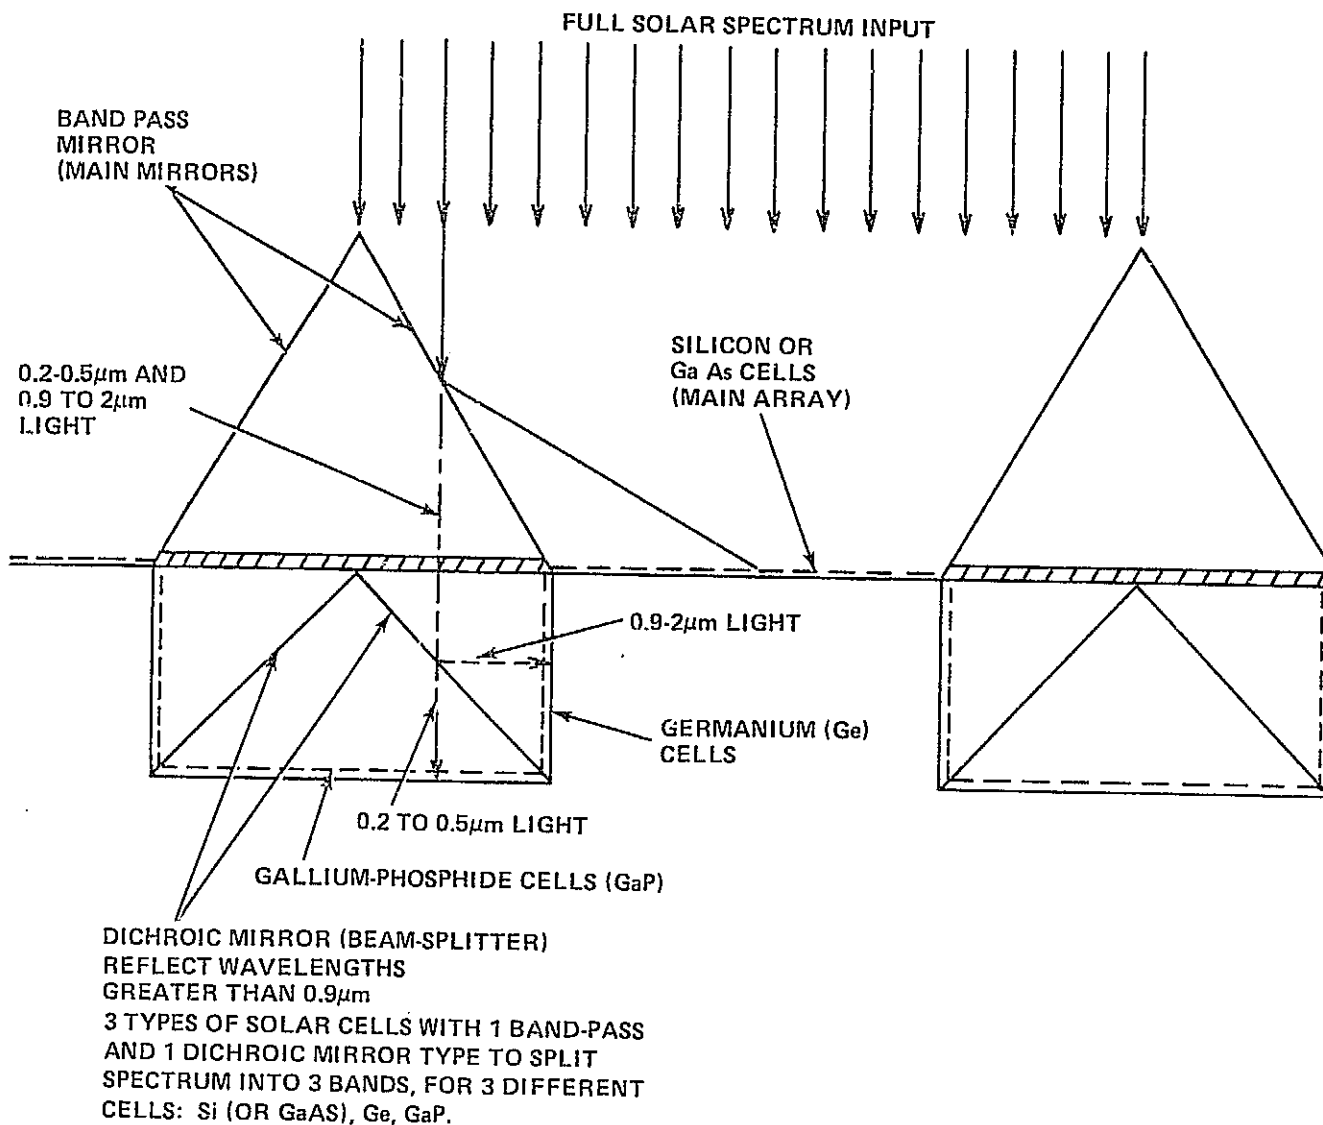 FULL SOLAR SPECTRUM INPUT
BAND PASS
MIRROR
(MAIN MIRRORS)
SILICON OR
Ga As CELLS
(MAIN ARRAY)
0.2-0.5μm AND
0.9 TO 2μm
LIGHT
0.9-2μm LIGHT
GERMANIUM (Ge)
CELLS
0.2 TO 0.5μm LIGHT
GALLIUM-PHOSPHIDE CELLS (GaP)
DICHROIC MIRROR (BEAM-SPLITTER)
REFLECT WAVELENGTHS
GREATER THAN 0.9μm
3 TYPES OF SOLAR CELLS WITH 1 BAND-PASS
AND 1 DICHROIC MIRROR TYPE TO SPLIT
SPECTRUM INTO 3 BANDS, FOR 3 DIFFERENT
CELLS: Si (OR GaAS), Ge, GaP.